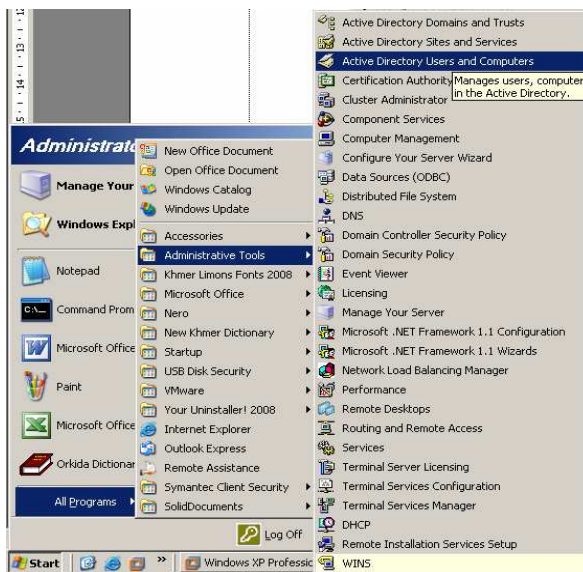 Administrato
Manage Your
Windows Expl
Notepad
Command Prom
Microsoft Office
Paint
Microsoft Office
Orkida Dictionar
All Programs
Log Off
New Office Document
Open Office Document
Windows Catalog
Windows Update
Accessories
Administrative Tools
Khmer Limons Fonts 2008
Microsoft Office
Nero
New Khmer Dictionary
Startup
USB Disk Security
VMware
Your Uninstaller! 2008
Internet Explorer
Outlook Express
Remote Assistance
Symantec Client Security
SolidDocuments
Active Directory Domains and Trusts
Active Directory Sites and Services
Active Directory Users and Computers
Certification Authority
Manages users, computer
in the Active Directory.
Cluster Administrator
Component Services
Computer Management
Configure Your Server Wizard
Data Sources (ODBC)
Distributed File System
DNS
Domain Controller Security Policy
Domain Security Policy
Event Viewer
Licensing
Manage Your Server
Microsoft .NET Framework 1.1 Configuration
Microsoft .NET Framework 1.1 Wizards
Network Load Balancing Manager
Performance
Remote Desktops
Routing and Remote Access
Services
Terminal Server Licensing
Terminal Services Configuration
Terminal Services Manager
DHCP
Remote Installation Services Setup
WINS
Start
»
Windows XP Professic